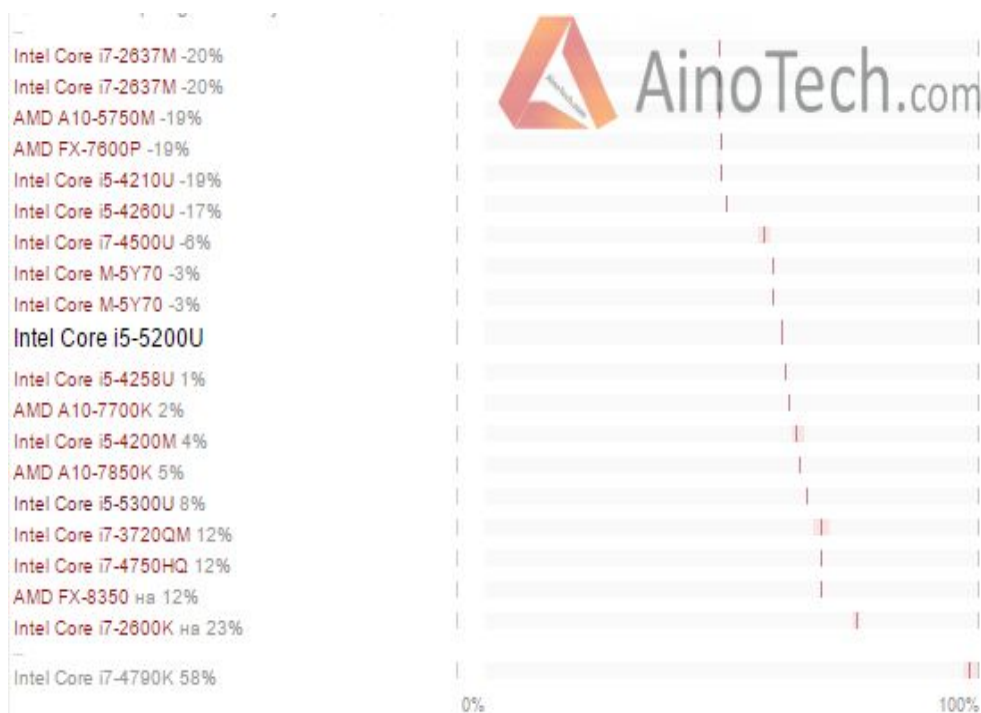 Intel Core i7-2637M -20%
Intel Core i7-2637M -20%
AMD A10-5750M -19%
AMD FX-7600P -19%
Intel Core i5-4210U -19%
Intel Core i5-4260U -17%
Intel Core i7-4500U -6%
Intel Core M-5Y70 -3%
Intel Core M-5Y70 -3%
Intel Core i5-5200U
Intel Core i5-4258U 1%
AMD A10-7700K 2%
Intel Core i5-4200M 4%
AMD A10-7850K 5%
Intel Core i5-5300U 8%
Intel Core i7-3720QM 12%
Intel Core i7-4750HQ 12%
AMD FX-8350 на 12%
Intel Core i7-2600K на 23%
...
Intel Core i7-4790K 58%
0% 100%
AinoTech.com
AinoTech.com